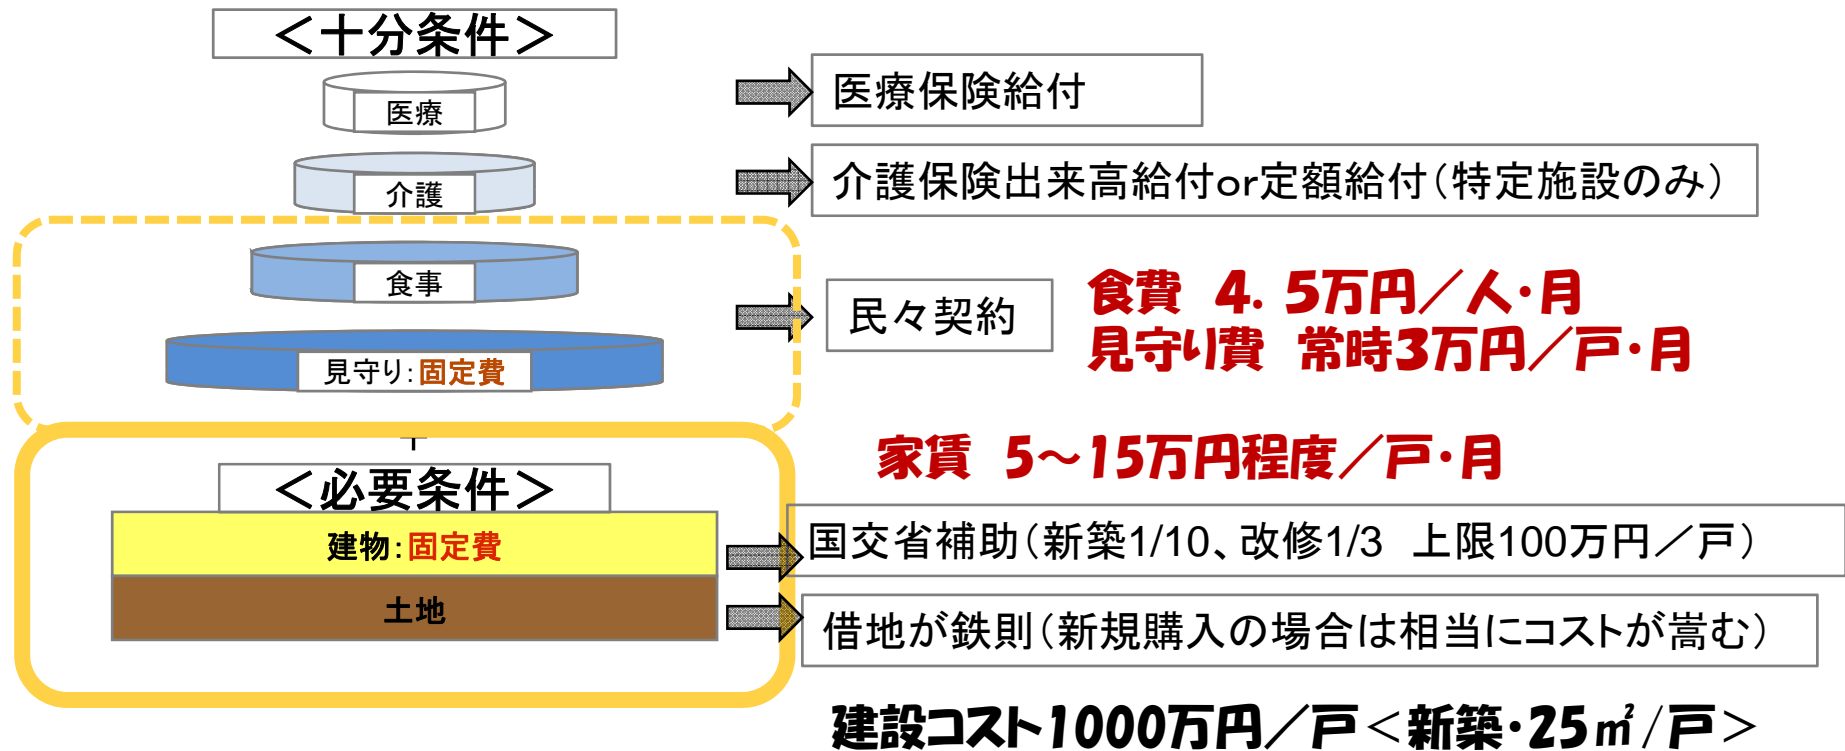 ＜十分条件＞
医療
医療保険給付
介護
介護保険出来高給付or定額給付（特定施設のみ）
食事
民々契約
食費　4．5万円／人・月
見守り費　常時3万円／戸・月
見守り：固定費
家賃　5～15万円程度／戸・月
＜必要条件＞
建物：固定費
国交省補助（新築1/10、改修1/3　上限100万円／戸）
土地
借地が鉄則（新規購入の場合は相当にコストが嵩む）
建設コスト1000万円／戸＜新築・25㎡/戸＞